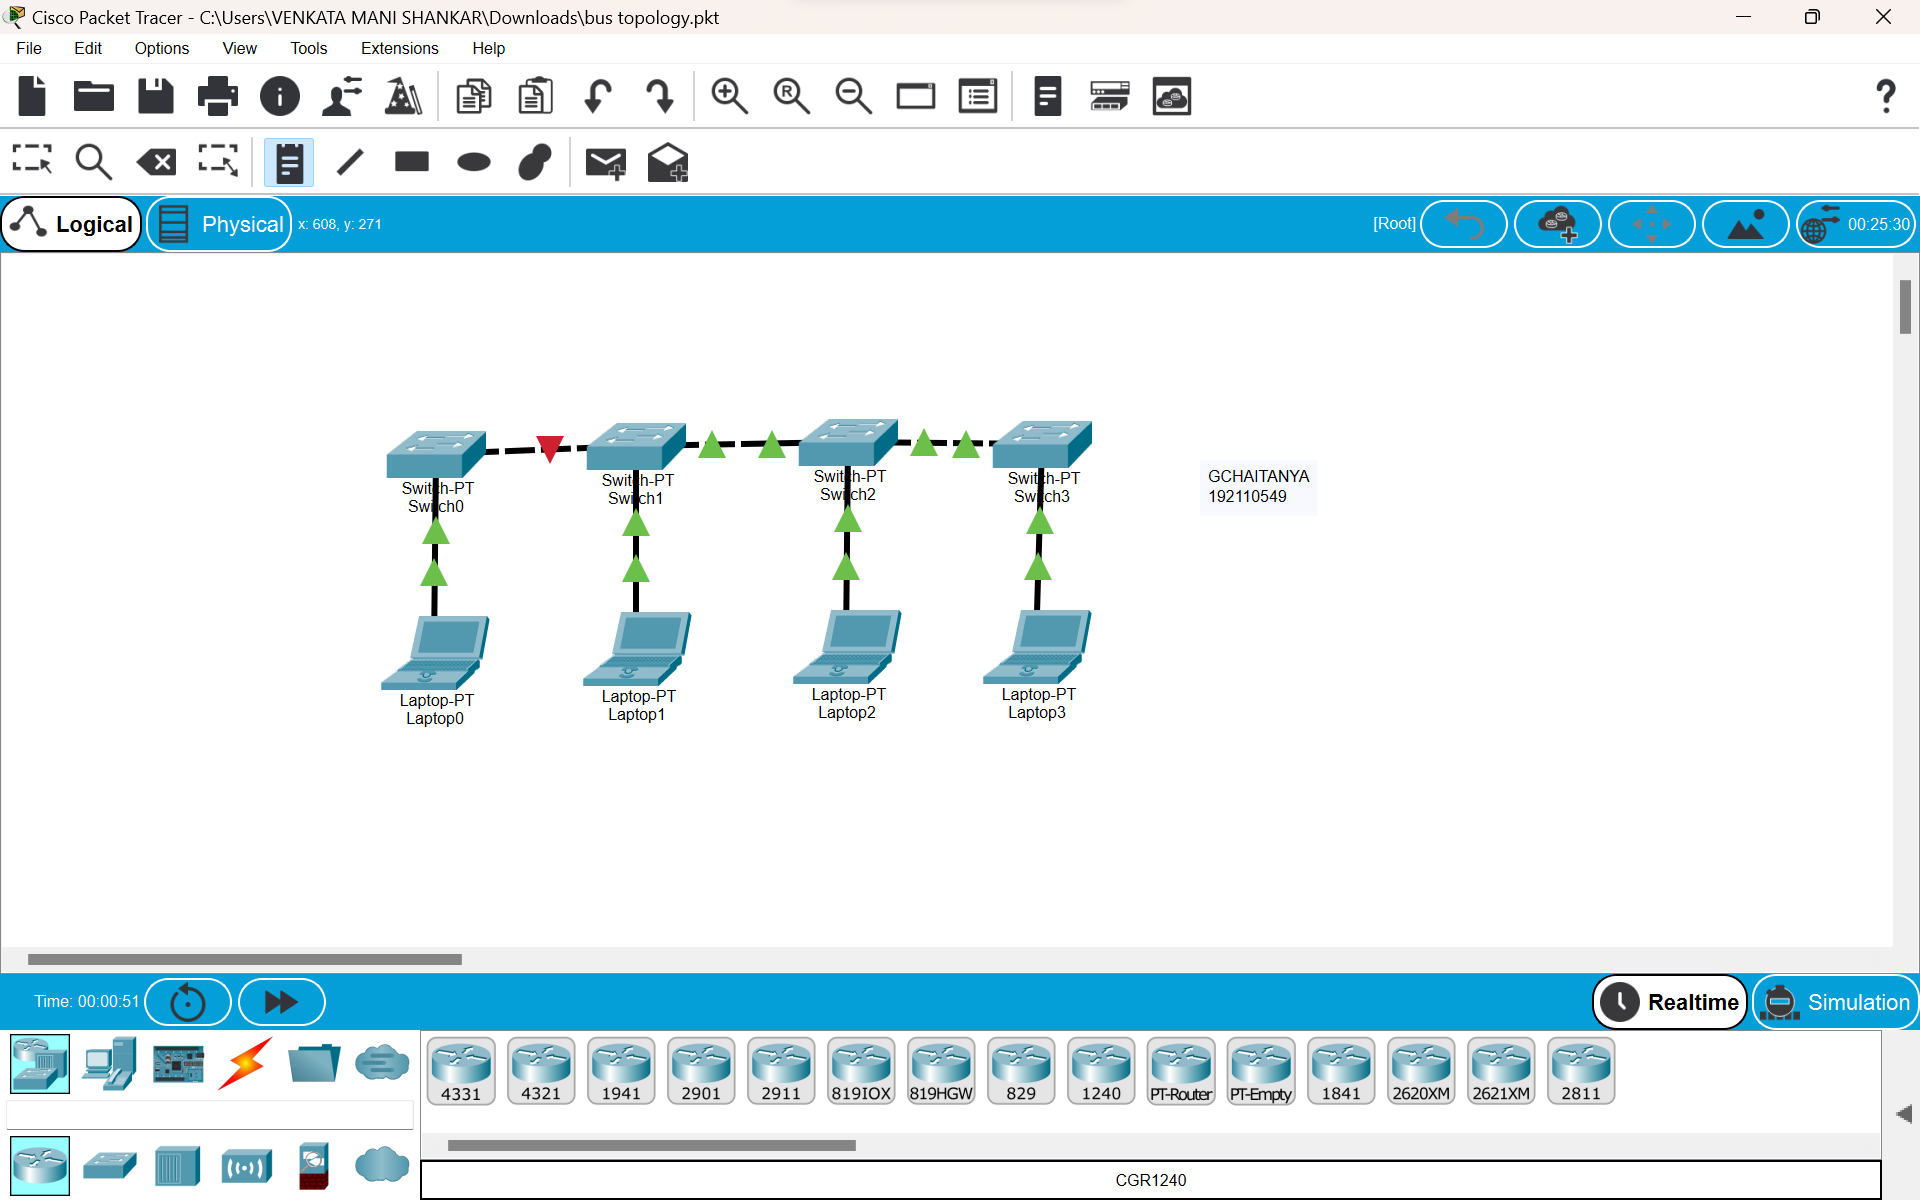 Cisco Packet Tracer - C:\Users\VENKATA MANI SHANKAR\Downloads\bus topology.pkt
File Edit Options View Tools Extensions Help
Logical Physical x: 608, y: 271 [Root] 00:25:30
Switch-PT
Switch0
Switch-PT
Switch1
Switch-PT
Switch2
Switch-PT
Switch3
GCHAITANYA
192110549
Laptop-PT
Laptop0
Laptop-PT
Laptop1
Laptop-PT
Laptop2
Laptop-PT
Laptop3
Time: 00:00:51 Realtime Simulation
4331 4321 1941 2901 2911 819IOX 819HGW 829 1240 PT-Router PT-Empty 1841 2620XM 2621XM 2811
CGR1240